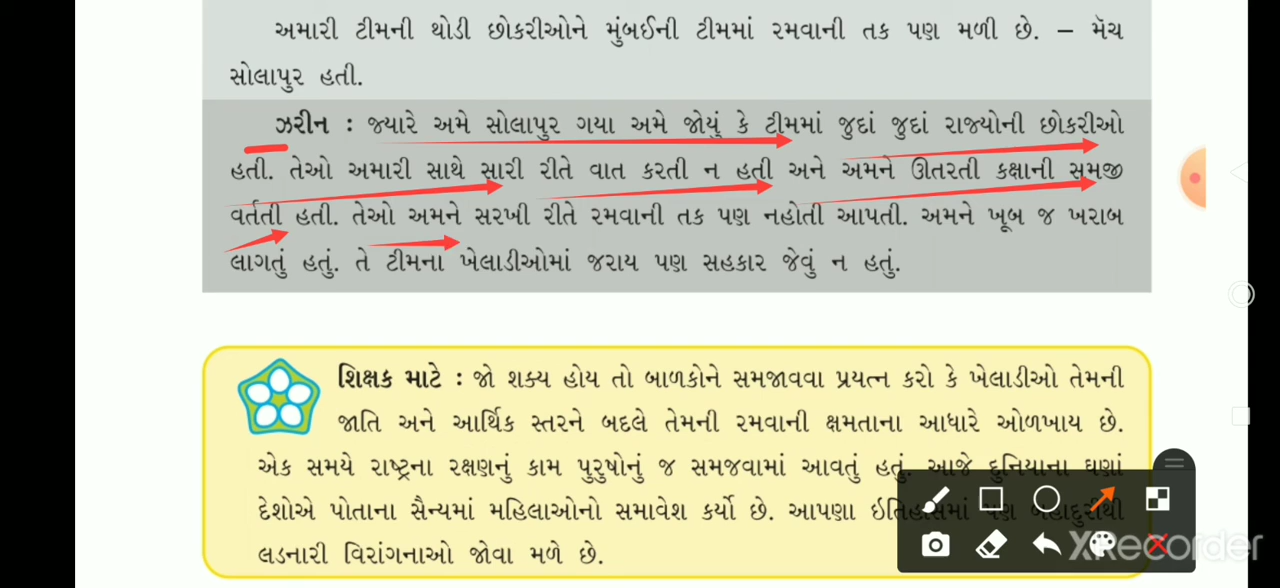 અમારી ટીમની થોડી છોકરીઓને મુંબઈની ટીમમાં રમવાની તક પણ મળી છે. – મૅચ
સોલાપુર હતી.
ઝરીન : જ્યારે અમે સોલાપુર ગયા અમે જોયું કે ટીમમાં જુદાં જુદાં રાજ્યોની છોકરીઓ
હતી. તેઓ અમારી સાથે સારી રીતે વાત કરતી ન હતી અને અમને ઊતરતી કક્ષાની સમજી
વર્તતી હતી. તેઓ અમને સરખી રીતે રમવાની તક પણ નહોતી આપતી. અમને ખૂબ જ ખરાબ
લાગતું હતું. તે ટીમના ખેલાડીઓમાં જરાય પણ સહકાર જેવું ન હતું.
શિક્ષક માટે : જો શક્ય હોય તો બાળકોને સમજાવવા પ્રયત્ન કરો કે ખેલાડીઓ તેમની
જાતિ અને આર્થિક સ્તરને બદલે તેમની રમવાની ક્ષમતાના આધારે ઓળખાય છે.
એક સમયે રાષ્ટ્રના રક્ષણનું કામ પુરુષોનું જ સમજવામાં આવતું હતું. આજે દુનિયાના ઘણાં
દેશોએ પોતાના સૈન્યમાં મહિલાઓનો સમાવેશ કર્યો છે. આપણા ઇતિહાસમાં પણ બહાદુરીથી
લડનારી વિરાંગનાઓ જોવા મળે છે.
XRecorder